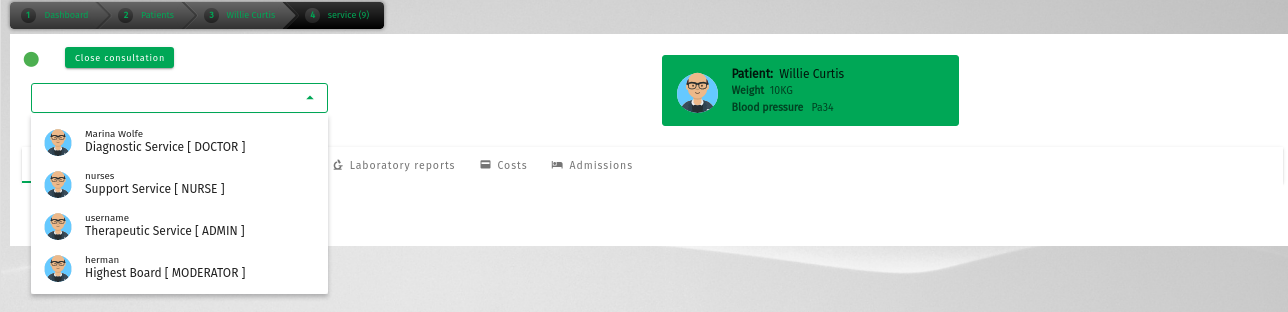 1 Dashboard 2 Patients 3 Willie Curtis 4 service (9)
Close consultation
Patient: Willie Curtis
Weight 10KG
Blood pressure Pa34
Marina Wolfe
Diagnostic Service [ DOCTOR ]
nurses
Support Service [ NURSE ]
username
Therapeutic Service [ ADMIN ]
herman
Highest Board [ MODERATOR ]
Laboratory reports Costs Admissions